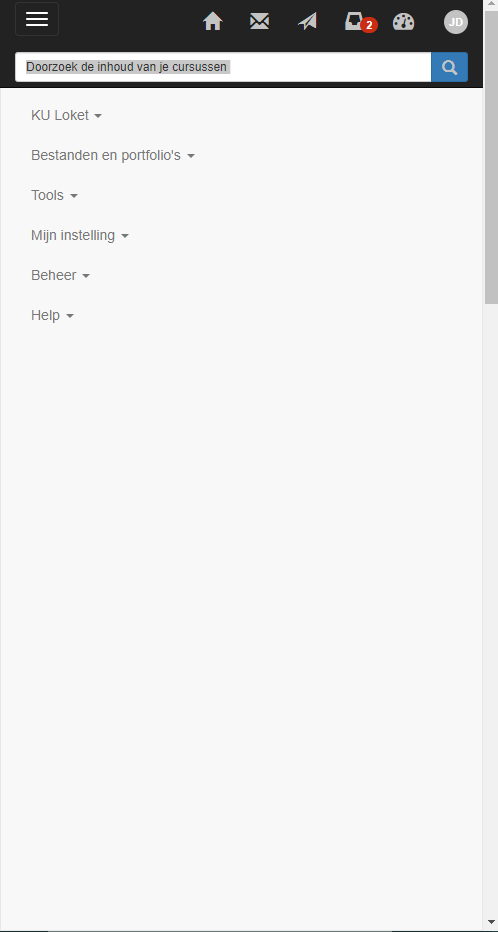 2
JD
Doorzoek de inhoud van je cursussen
KU Loket
Bestanden en portfolio's
Tools
Mijn instelling
Beheer
Help